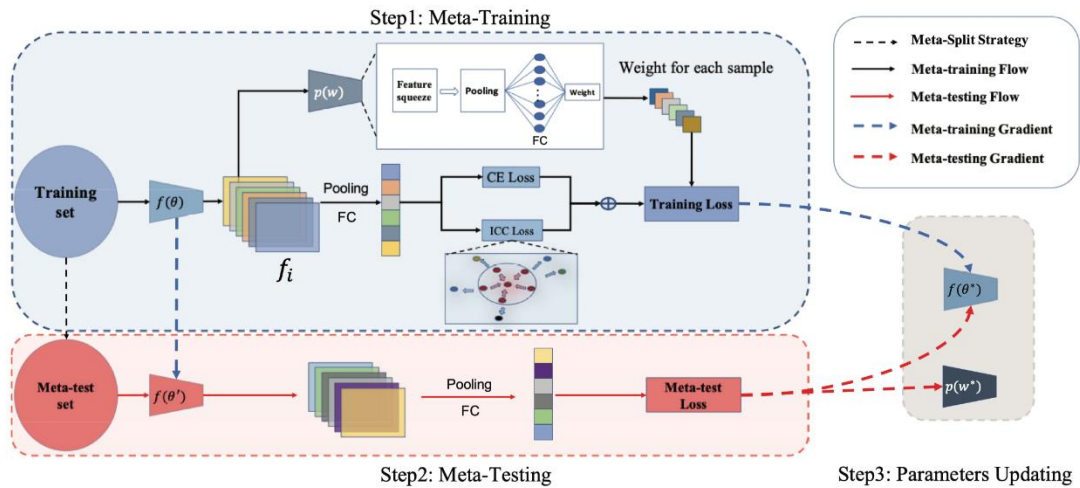 Step1: Meta-Training
Meta-Split Strategy
Meta-training Flow
Meta-testing Flow
Meta-training Gradient
Meta-testing Gradient
p(w)
Feature
squeeze
Pooling
Weight
FC
Weight for each sample
Training
set
f(θ)
f_i
Pooling
FC
CE Loss
ICC Loss
Training Loss
f(θ*)
p(w*)
Meta-test
set
f(θ′)
Pooling
FC
Meta-test
Loss
Step2: Meta-Testing
Step3: Parameters Updating